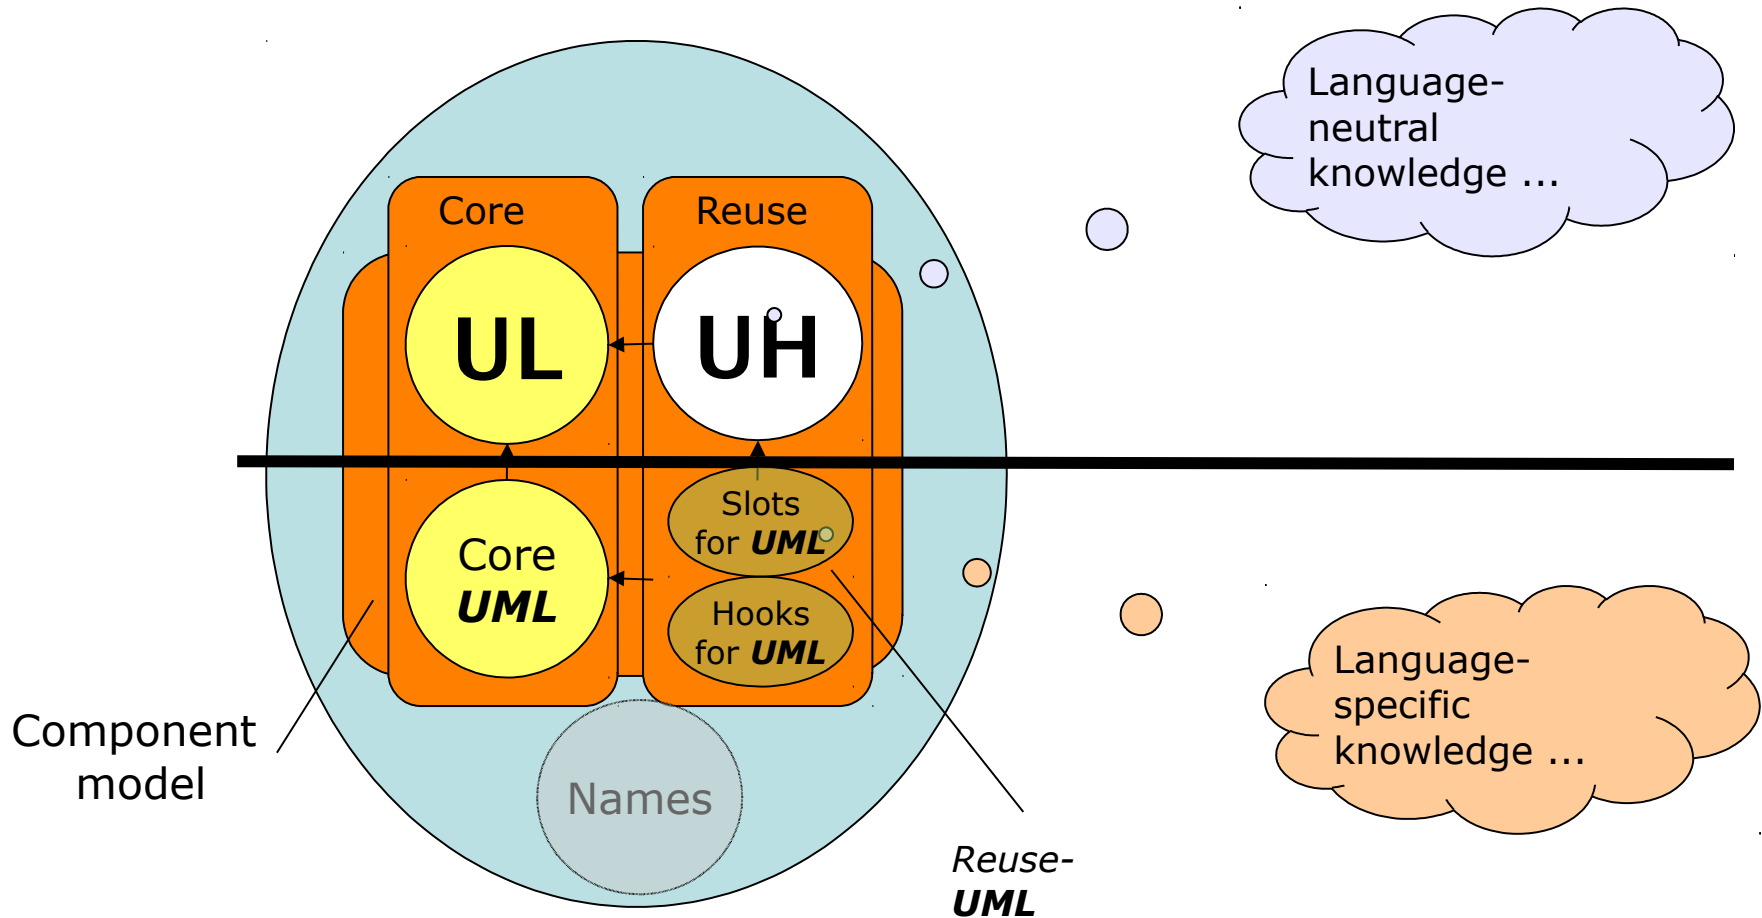 Language-
neutral
knowledge ...
Core
Reuse
UL
UH
Slots
for UML
Core
UML
Hooks
for UML
Language-
specific
knowledge ...
Component
model
Names
Reuse-
UML